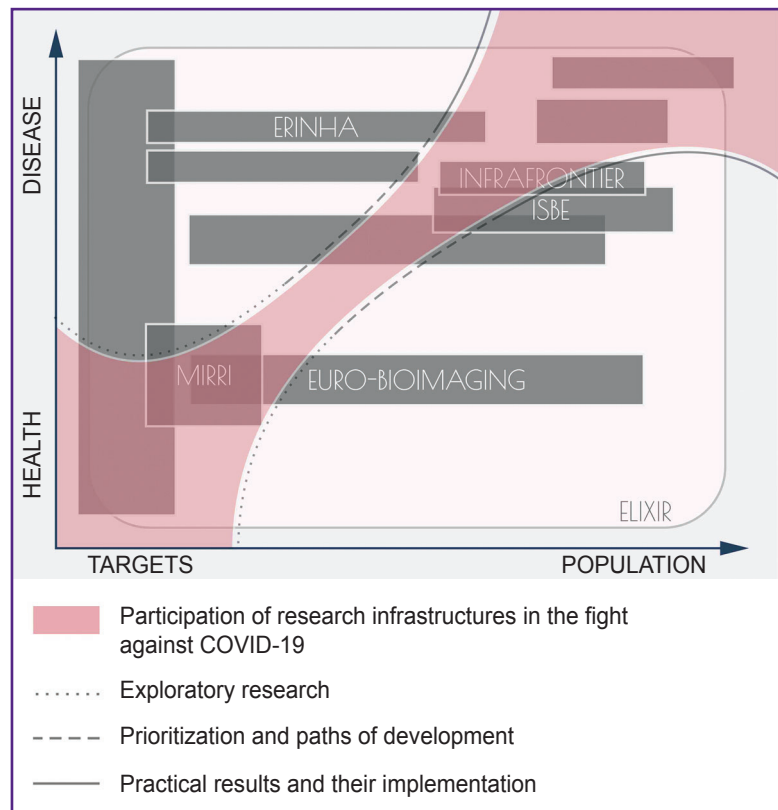 DISEASE
HEALTH
ERINHA
INFRAFRONTIER
ISBE
MIRRI
EURO-BIOIMAGING
ELIXIR
TARGETS
POPULATION
Participation of research infrastructures in the fight
against COVID-19
Exploratory research
Prioritization and paths of development
Practical results and their implementation